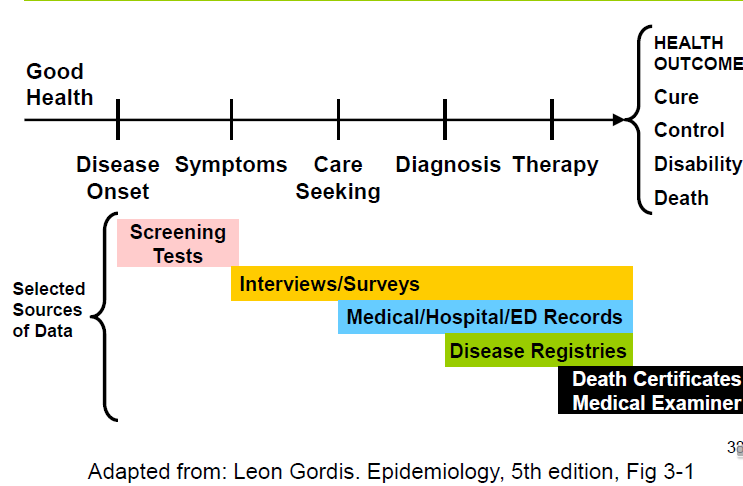 Good
Health
HEALTH
OUTCOME
Cure
Control
Disability
Death
Disease
Onset
Symptoms
Care
Seeking
Diagnosis
Therapy
Selected
Sources
of Data
Screening
Tests
Interviews/Surveys
Medical/Hospital/ED Records
Disease Registries
Death Certificates
Medical Examiner
Adapted from: Leon Gordis. Epidemiology, 5th edition, Fig 3-1